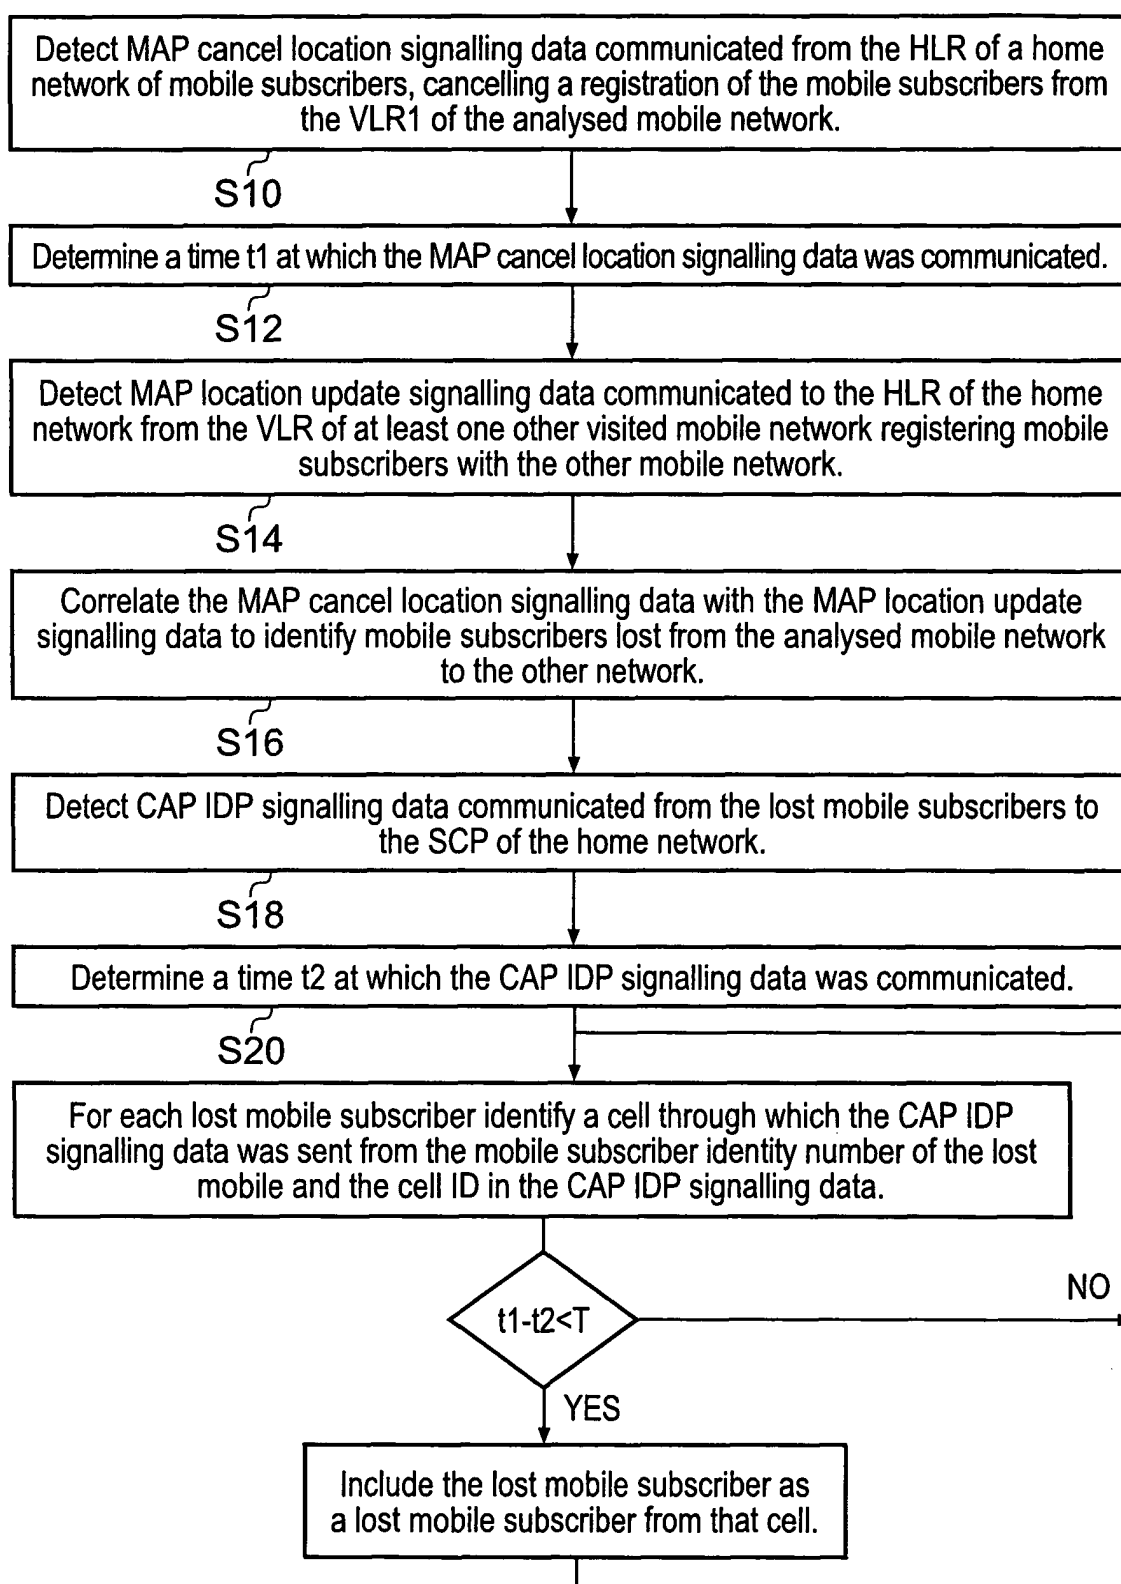 Detect MAP cancel location signalling data communicated from the HLR of a home
network of mobile subscribers, cancelling a registration of the mobile subscribers from
the VLR1 of the analysed mobile network.
S10
Determine a time t1 at which the MAP cancel location signalling data was communicated.
S12
Detect MAP location update signalling data communicated to the HLR of the home
network from the VLR of at least one other visited mobile network registering mobile
subscribers with the other mobile network.
S14
Correlate the MAP cancel location signalling data with the MAP location update
signalling data to identify mobile subscribers lost from the analysed mobile network
to the other network.
S16
Detect CAP IDP signalling data communicated from the lost mobile subscribers to
the SCP of the home network.
S18
Determine a time t2 at which the CAP IDP signalling data was communicated.
S20
For each lost mobile subscriber identify a cell through which the CAP IDP
signalling data was sent from the mobile subscriber identity number of the lost
mobile and the cell ID in the CAP IDP signalling data.
NO
t1-t2<T
YES
Include the lost mobile subscriber as
a lost mobile subscriber from that cell.